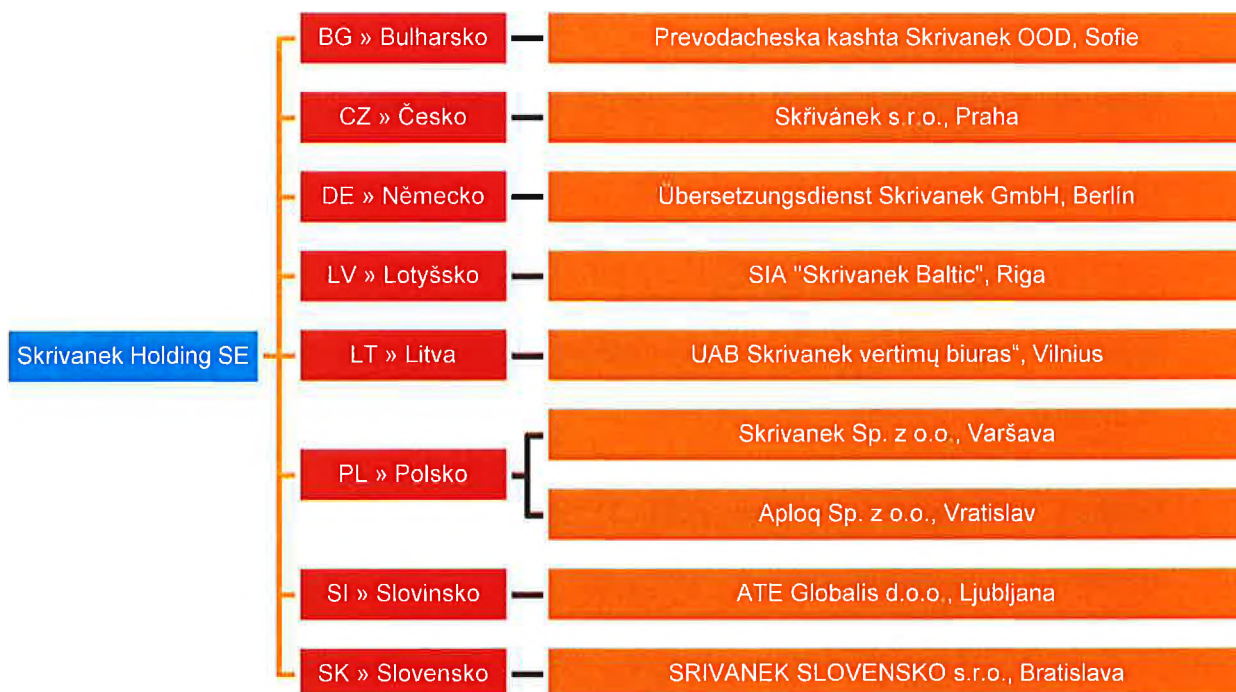 BG » Bulharsko
Prevodacheska kashta Skrivanek OOD, Sofie
CZ » Česko
Skřivánek s.r.o., Praha
DE » Německo
Übersetzungsdienst Skrivanek GmbH, Berlín
LV » Lotyšsko
SIA "Skrivanek Baltic", Riga
Skrivanek Holding SE
LT » Litva
UAB Skrivanek vertimų biuras“, Vilnius
PL » Polsko
Skrivanek Sp. z o.o., Varšava
Aploq Sp. z o.o., Vratislav
SI » Slovinsko
ATE Globalis d.o.o., Ljubljana
SK » Slovensko
SRIVANEK SLOVENSKO s.r.o., Bratislava